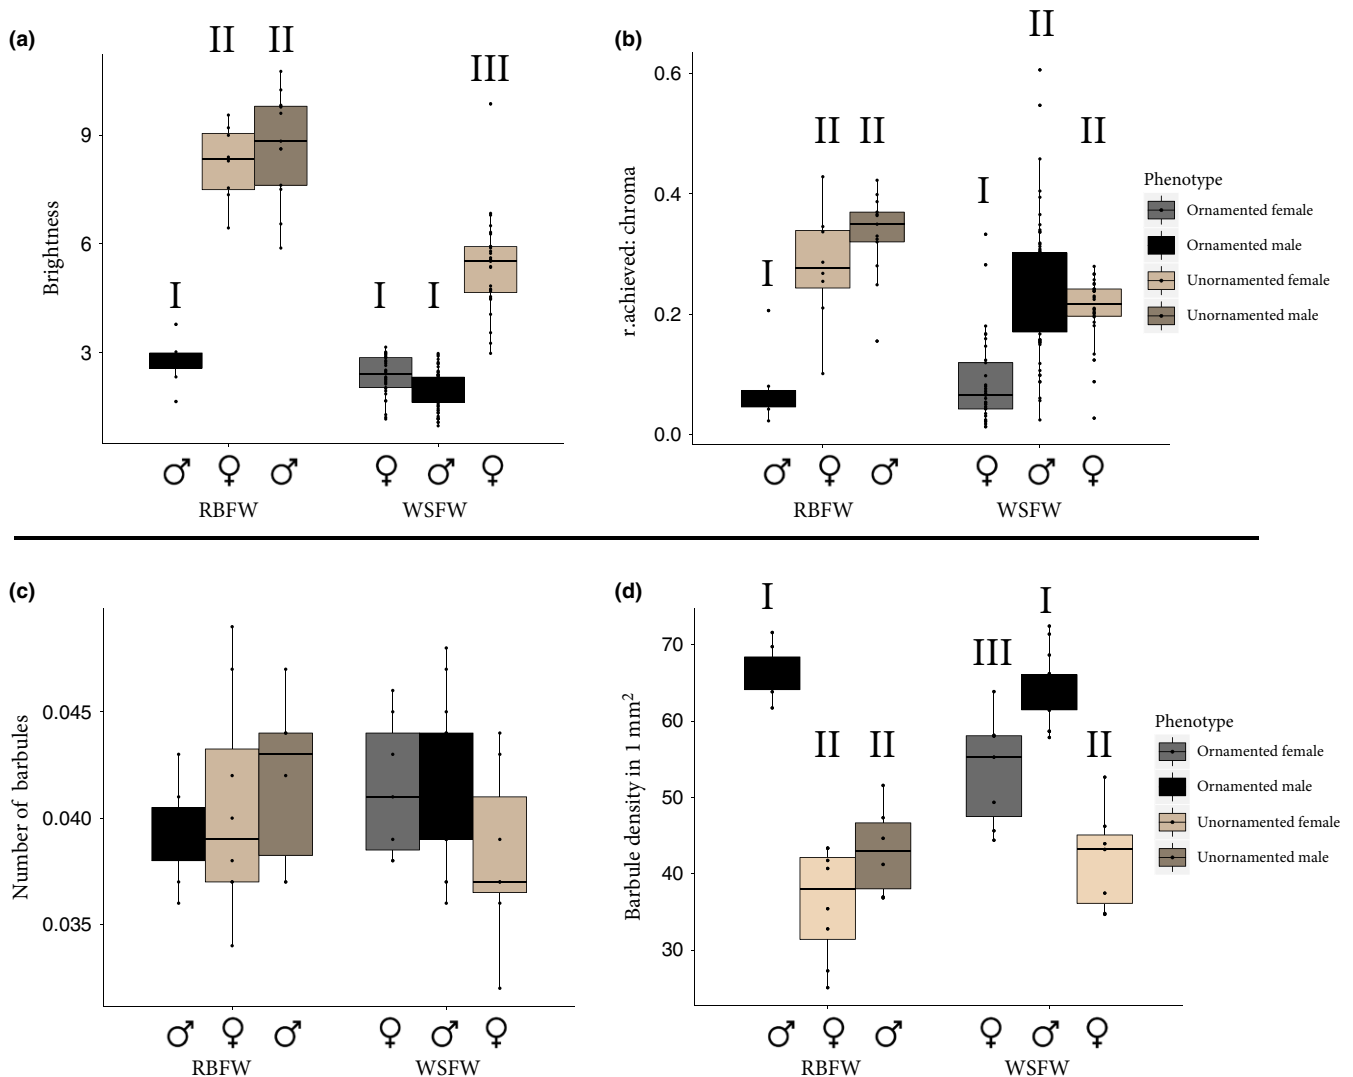 (a)
II II
III
9
6
3
I
I I
Brightness
♂ ♀ ♂ ♀ ♂ ♀
RBFW WSFW
(b)
II
II II
II
I
I
0.6
0.4
0.2
0.0
r.achieved: chroma
♂ ♀ ♂ ♀ ♂ ♀
RBFW WSFW
Phenotype
Ornamented female
Ornamented male
Unornamented female
Unornamented male
(c)
0.045
0.040
0.035
Number of barbules
♂ ♀ ♂ ♀ ♂ ♀
RBFW WSFW
(d)
I
I
III
II II
II
70
60
50
40
30
Barbule density in 1 mm²
♂ ♀ ♂ ♀ ♂ ♀
RBFW WSFW
Phenotype
Ornamented female
Ornamented male
Unornamented female
Unornamented male